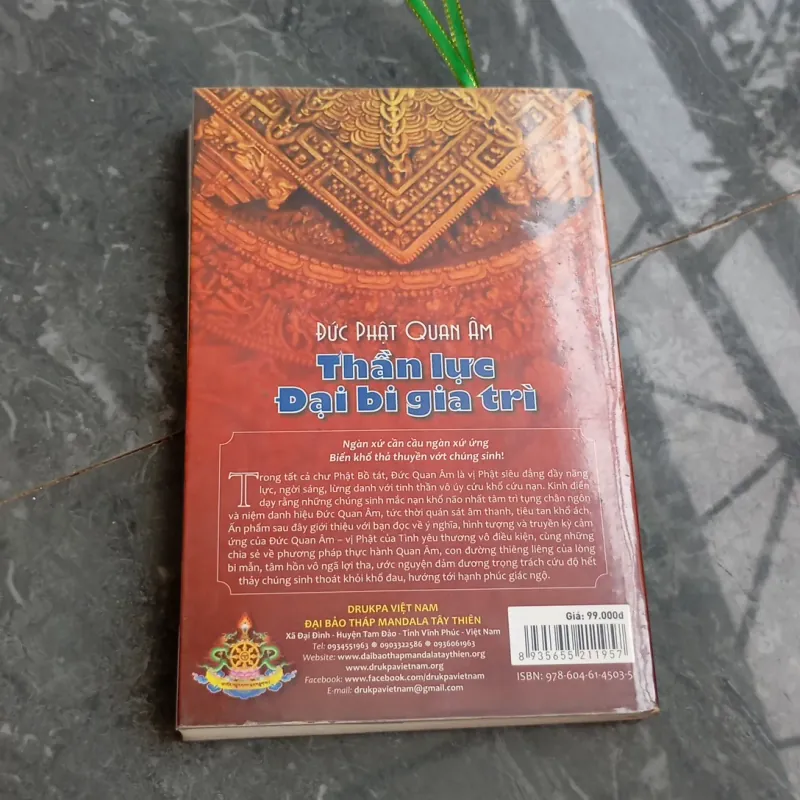 ĐỨC PHẬT QUAN ÂM
Thần lực
Đại bi gia trì
Ngàn xứ cần cầu ngàn xứ ứng
Biển khổ thả thuyền vớt chúng sinh!
Trong tất cả chư Phật Bồ tát, Đức Quan Âm là vị Phật siêu đẳng đầy năng
lực, ngời sáng, lừng danh với tinh thần vô úy cứu khổ cứu nạn. Kinh điển
dạy rằng những chúng sinh mắc nạn khổ não nhất tâm trì tụng chân ngôn
và niệm danh hiệu Đức Quan Âm, tức thời quán sát âm thanh, tiêu tan khổ ách.
Ấn phẩm sau đây giới thiệu với bạn đọc về ý nghĩa, hình tượng và truyền kỳ cảm
ứng của Đức Quan Âm – vị Phật của Tình yêu thương vô điều kiện, cùng những
chia sẻ về phương pháp thực hành Quan Âm, con đường thiêng liêng của lòng
bi mẫn, tâm hồn vô ngã lợi tha, ước nguyện đảm đương trọng trách cứu độ hết
thảy chúng sinh thoát khỏi khổ đau, hướng tới hạnh phúc giác ngộ.
DRUKPA VIỆT NAM
ĐẠI BẢO THÁP MANDALA TÂY THIÊN
Xã Đại Đình - Huyện Tam Đảo - Tỉnh Vĩnh Phúc - Việt Nam
Tel: 0934551963 ※ 0903322586 ※ 0936061963
Website: www.daibaothapmandalataythien.org
www.drukpavietnam.org
Facebook: www.facebook.com/drukpavietnam
E-mail: drukpavietnam@gmail.com
Giá: 99.000đ
8 935655 211957
ISBN: 978-604-61-4503-5